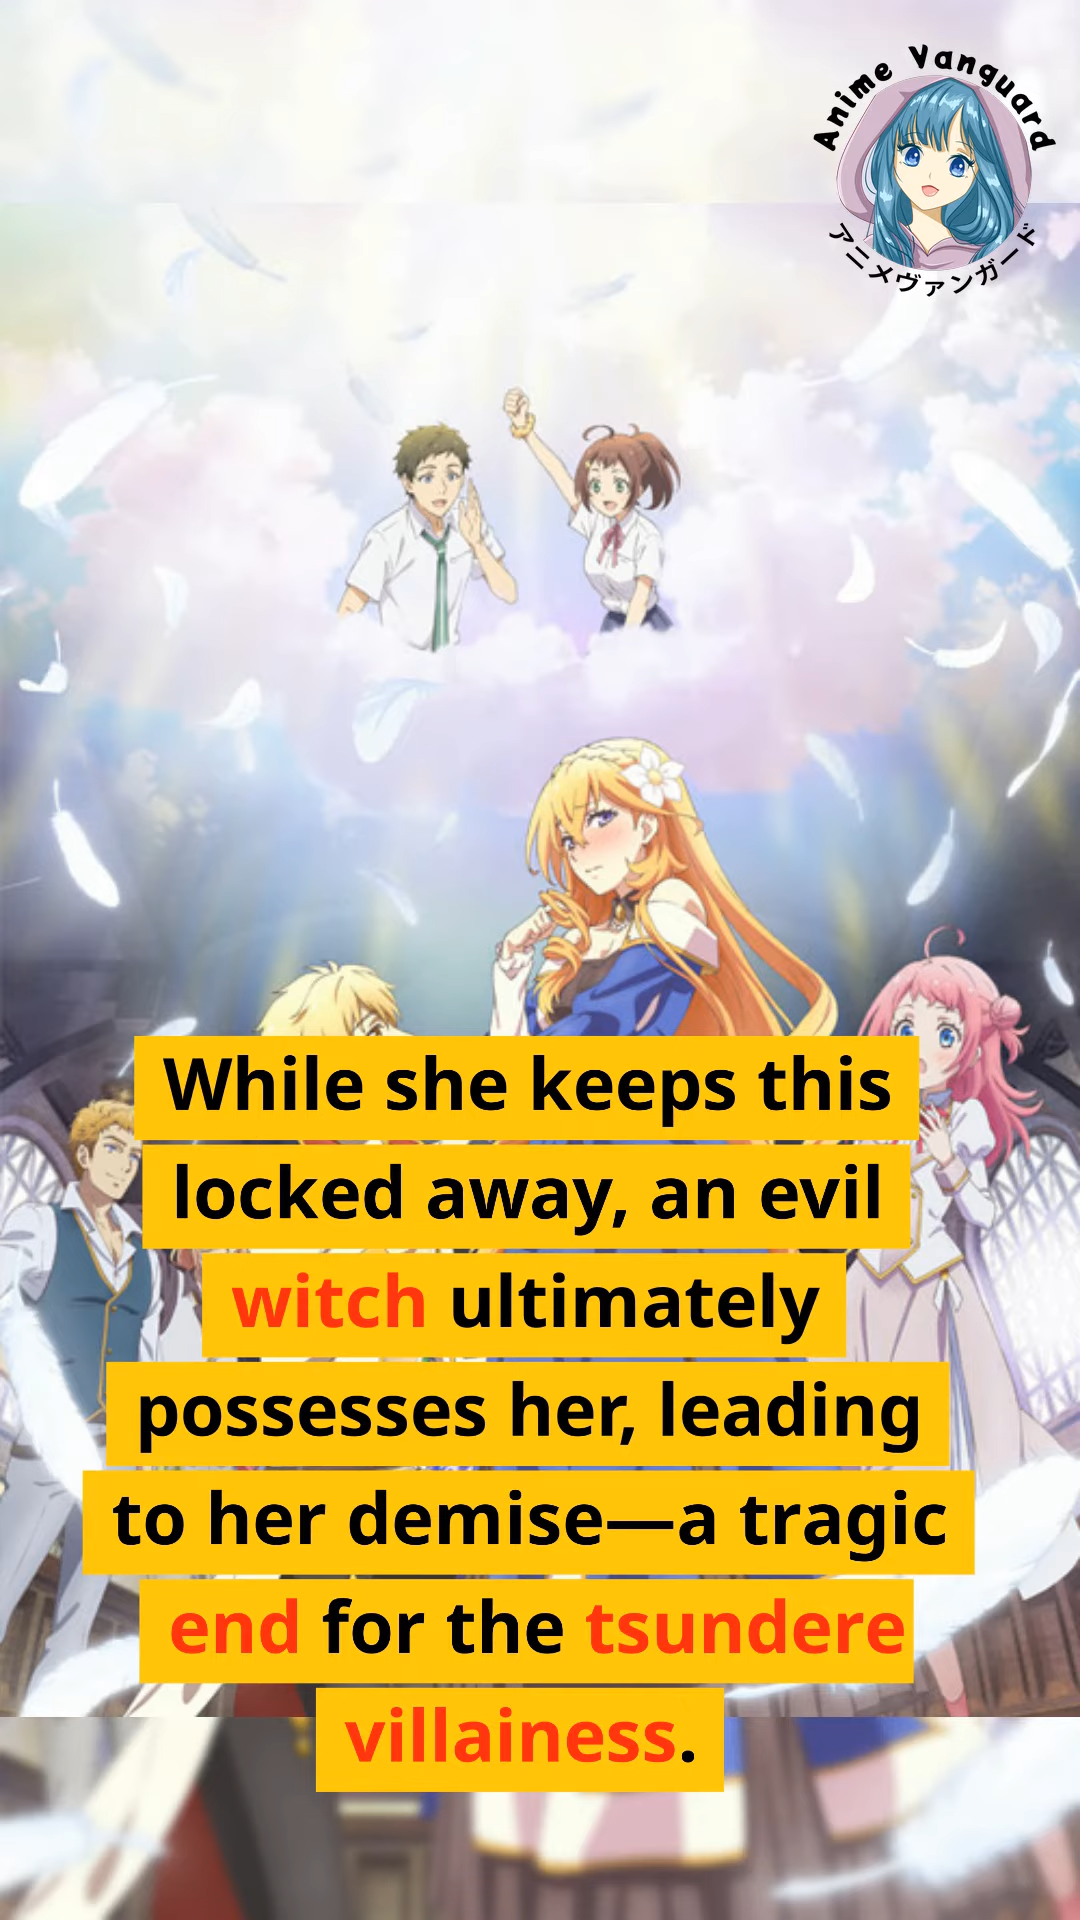 Anime Vanguard
アニメヴァンガード
While she keeps this
locked away, an evil
witch ultimately
possesses her, leading
to her demise—a tragic
end for the tsundere
villainess.